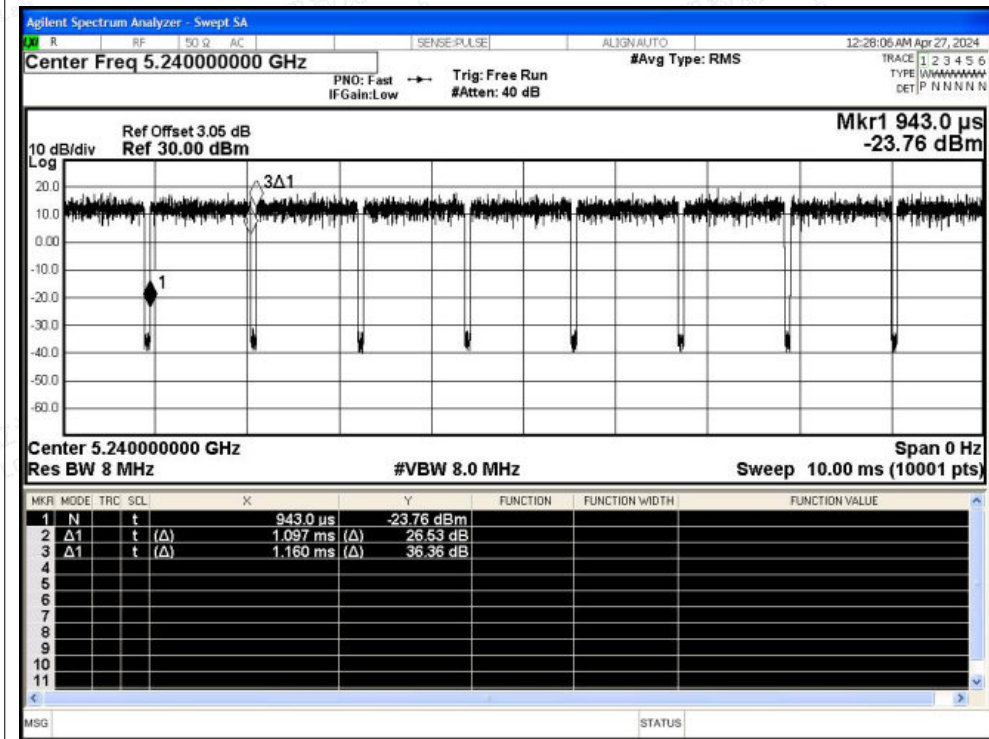 Agilent Spectrum Analyzer - Swept SA
LXI R RF 50 Ω AC SENSE:PULSE ALIGN AUTO 12:28:06 AM Apr 27, 2024
Center Freq 5.240000000 GHz #Avg Type: RMS TRACE 1 2 3 4 5 6
PNO: Fast Trig: Free Run TYPE WWWWWW
IFGain:Low #Atten: 40 dB DET P N N N N N
Mkr1 943.0 µs
-23.76 dBm
Ref Offset 3.05 dB
10 dB/div Ref 30.00 dBm
Log
3Δ1
20.0
10.0
0.00
-10.0
1
-20.0
-30.0
-40.0
-50.0
-60.0
Center 5.240000000 GHz Span 0 Hz
Res BW 8 MHz #VBW 8.0 MHz Sweep 10.00 ms (10001 pts)
MKR MODE TRC SCL X Y FUNCTION FUNCTION WIDTH FUNCTION VALUE
1 N t 943.0 µs -23.76 dBm
2 Δ1 t (Δ) 1.097 ms (Δ) 26.53 dB
3 Δ1 t (Δ) 1.160 ms (Δ) 36.36 dB
4
5
6
7
8
9
10
11
MSG STATUS